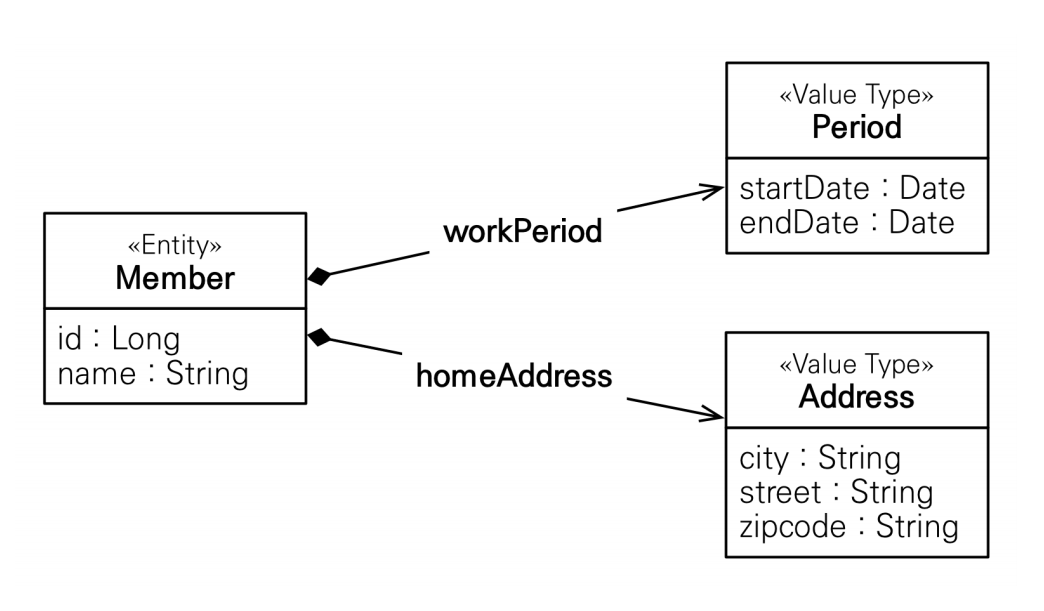 «Entity»
Member
id : Long
name : String
workPeriod
homeAddress
«Value Type»
Period
startDate : Date
endDate : Date
«Value Type»
Address
city : String
street : String
zipcode : String